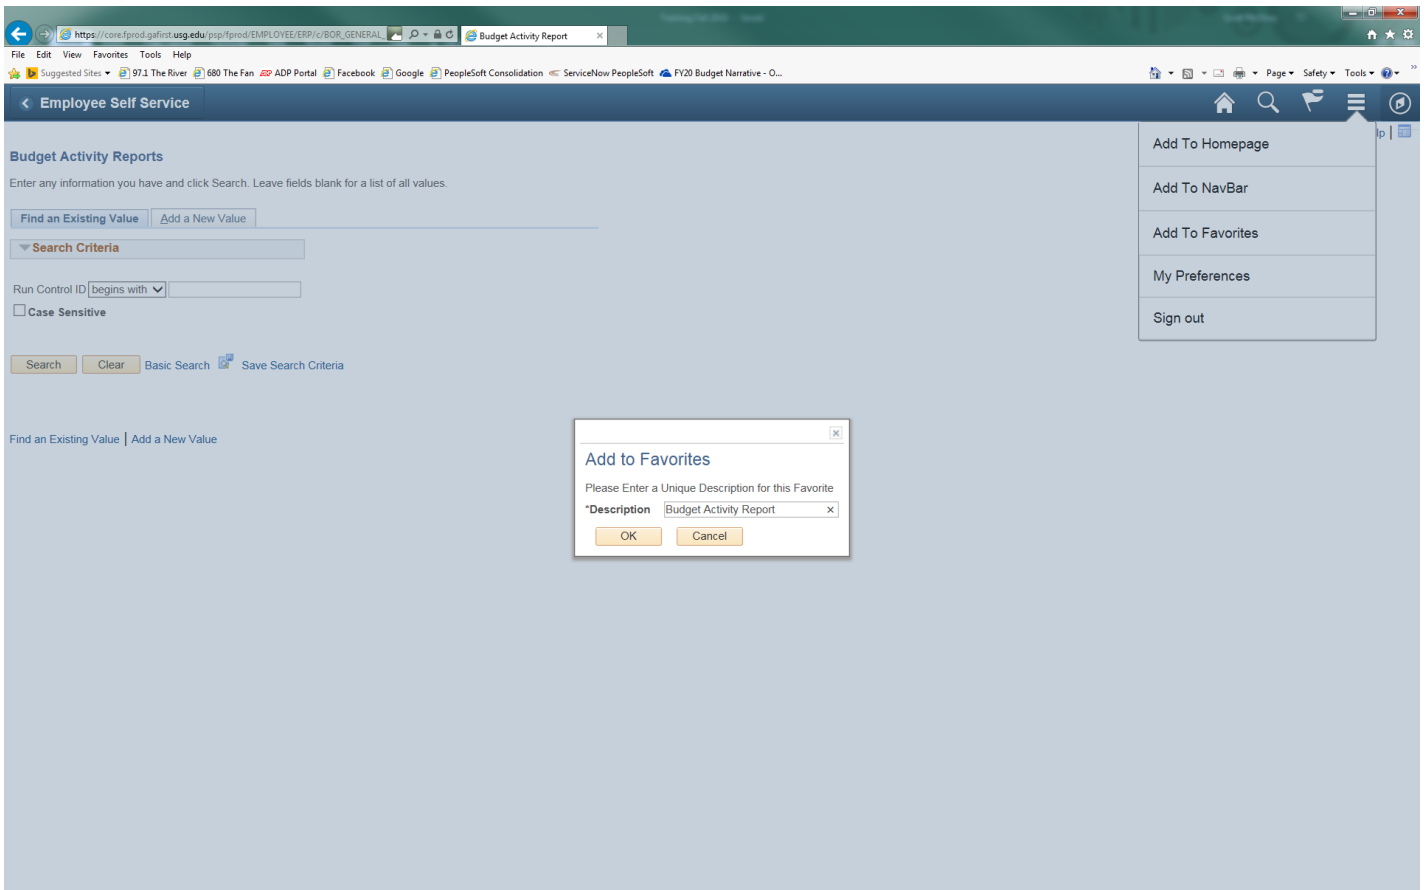 https://core.fprod.gafirst.usg.edu/psp/fprod/EMPLOYEE/ERP/c/BOR_GENERAL_
Budget Activity Report
File Edit View Favorites Tools Help
Suggested Sites 97.1 The River 680 The Fan ADP Portal Facebook Google PeopleSoft Consolidation ServiceNow PeopleSoft FY20 Budget Narrative - O... Page Safety Tools
Employee Self Service
lp |
Add To Homepage
Add To NavBar
Add To Favorites
My Preferences
Sign out
Budget Activity Reports
Enter any information you have and click Search. Leave fields blank for a list of all values.
Find an Existing Value Add a New Value
Search Criteria
Run Control ID begins with
Case Sensitive
Search Clear Basic Search Save Search Criteria
Find an Existing Value | Add a New Value
Add to Favorites
Please Enter a Unique Description for this Favorite
*Description Budget Activity Report
OK Cancel